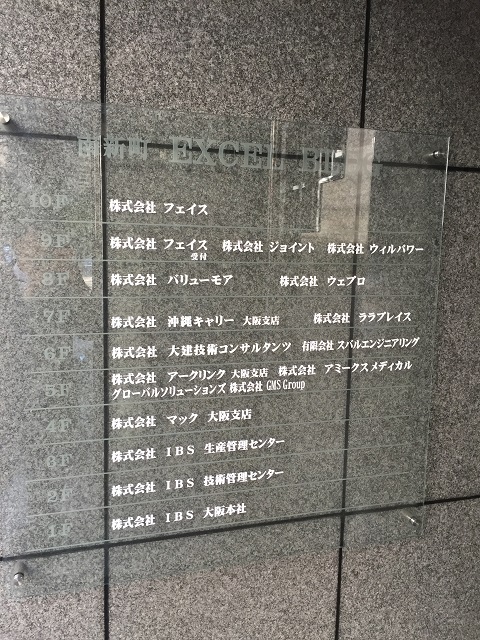 南新町 EXCEL BIL
10F 株式会社 フェイス
9F 株式会社 フェイス 受付 株式会社 ジョイント 株式会社 ウィルパワー
8F 株式会社 バリューモア 株式会社 ウェブロ
7F 株式会社 沖縄キャリー 大阪支店 株式会社 ララプレイス
6F 株式会社 大建技術コンサルタンツ 有限会社 スバルエンジニアリング
5F 株式会社 アークリンク 大阪支店 株式会社 アミークスメディカル
グローバルソリューションズ 株式会社 GMS Group
4F 株式会社 マック 大阪支店
3F 株式会社 IBS 生産管理センター
2F 株式会社 IBS 技術管理センター
1F 株式会社 IBS 大阪本社